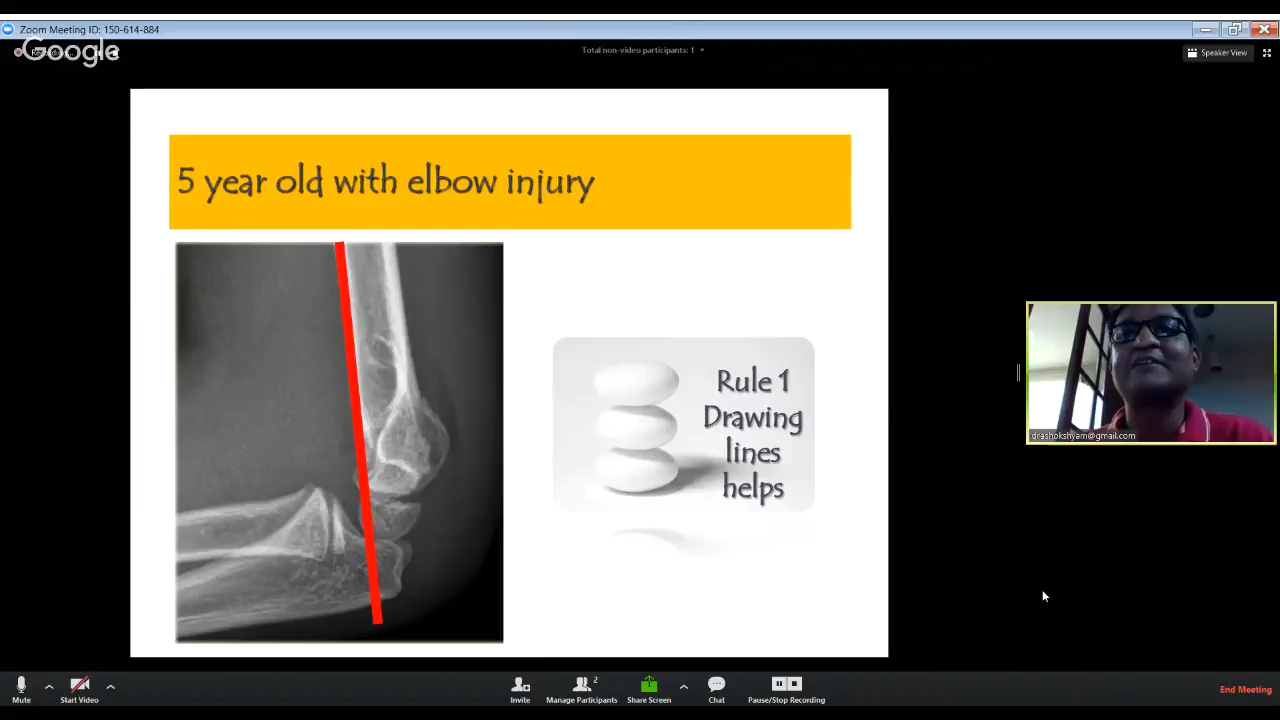 Zoom Meeting ID: 150-614-884
Google
Total non-video participants: 1
Speaker View
5 year old with elbow injury
Rule 1
Drawing
lines
helps
drashokshyam@gmail.com
Mute
Start Video
Invite
2
Manage Participants
Share Screen
Chat
Pause/Stop Recording
End Meeting